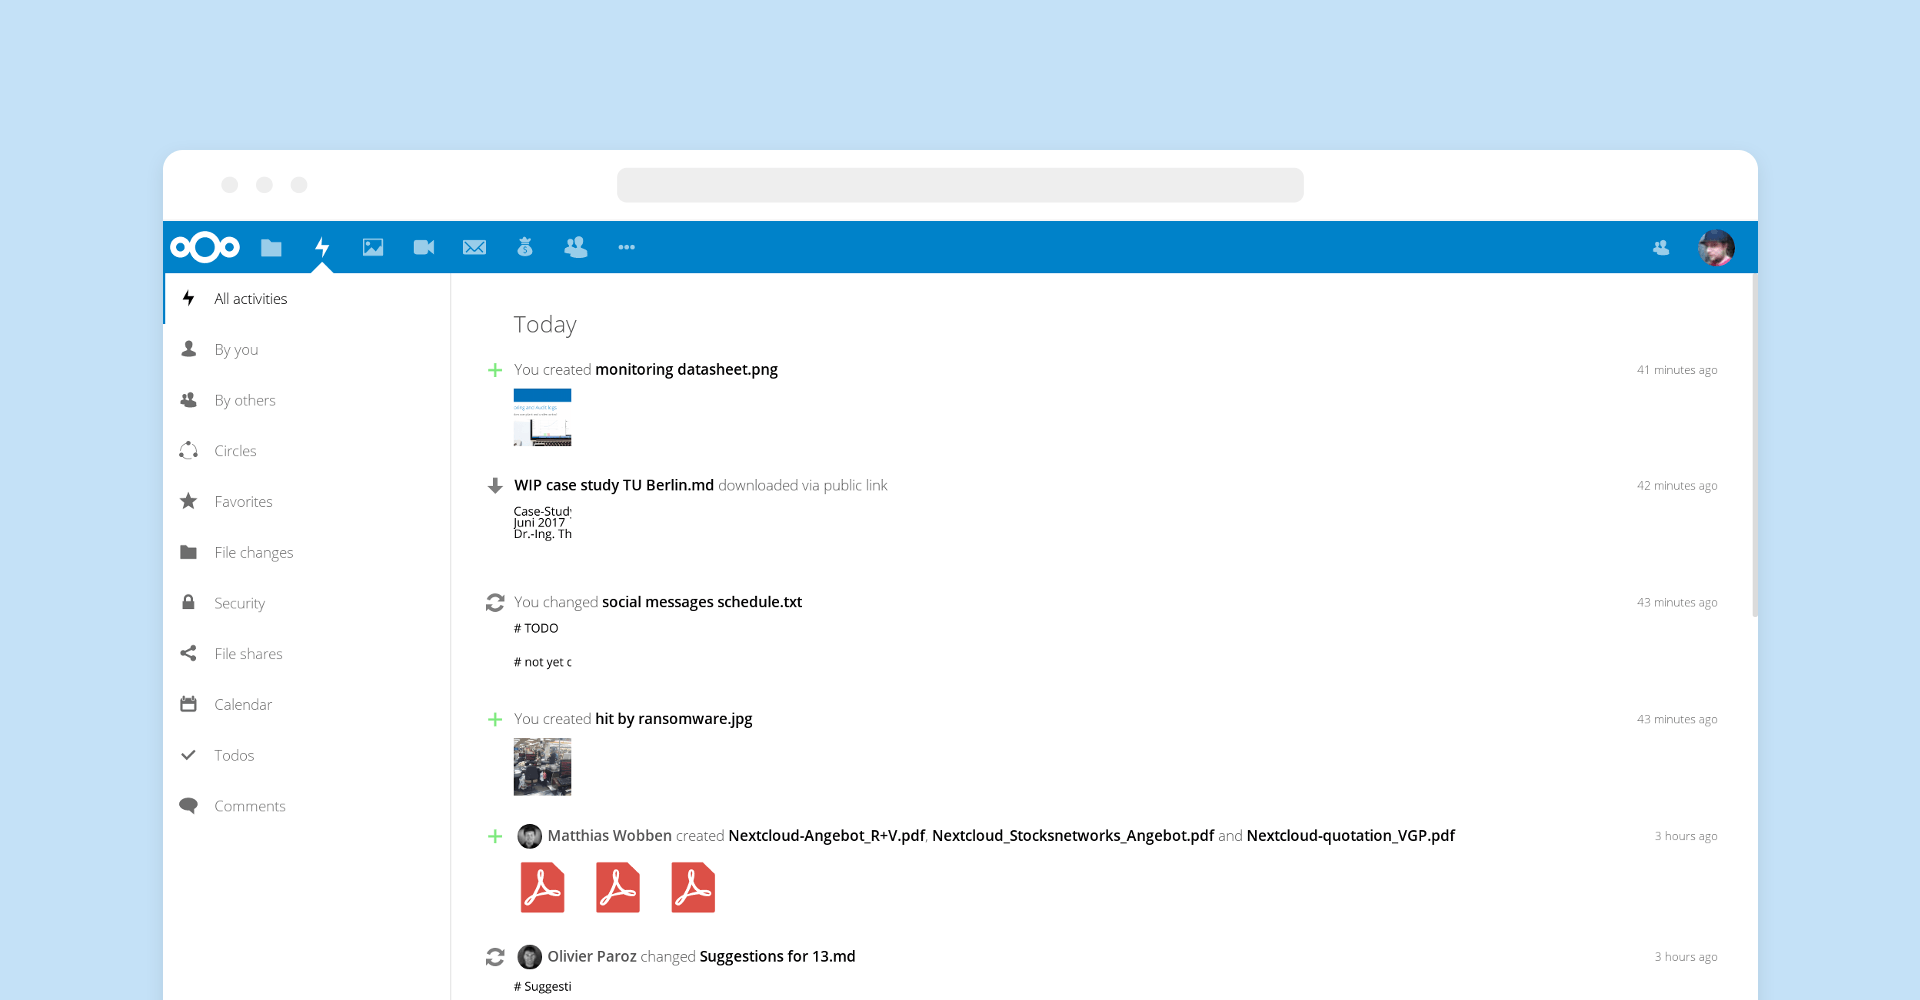 All activities
By you
By others
Circles
Favorites
File changes
Security
File shares
Calendar
Todos
Comments
Today
You created monitoring datasheet.png 41 minutes ago
WIP case study TU Berlin.md downloaded via public link 42 minutes ago
Case-Study
Juni 2017
Dr.-Ing. Th
You changed social messages schedule.txt 43 minutes ago
# TODO
# not yet c
You created hit by ransomware.jpg 43 minutes ago
Matthias Wobben created Nextcloud-Angebot_R+V.pdf, Nextcloud_Stocksnetworks_Angebot.pdf and Nextcloud-quotation_VGP.pdf 3 hours ago
Olivier Paroz changed Suggestions for 13.md 3 hours ago
# Suggesti